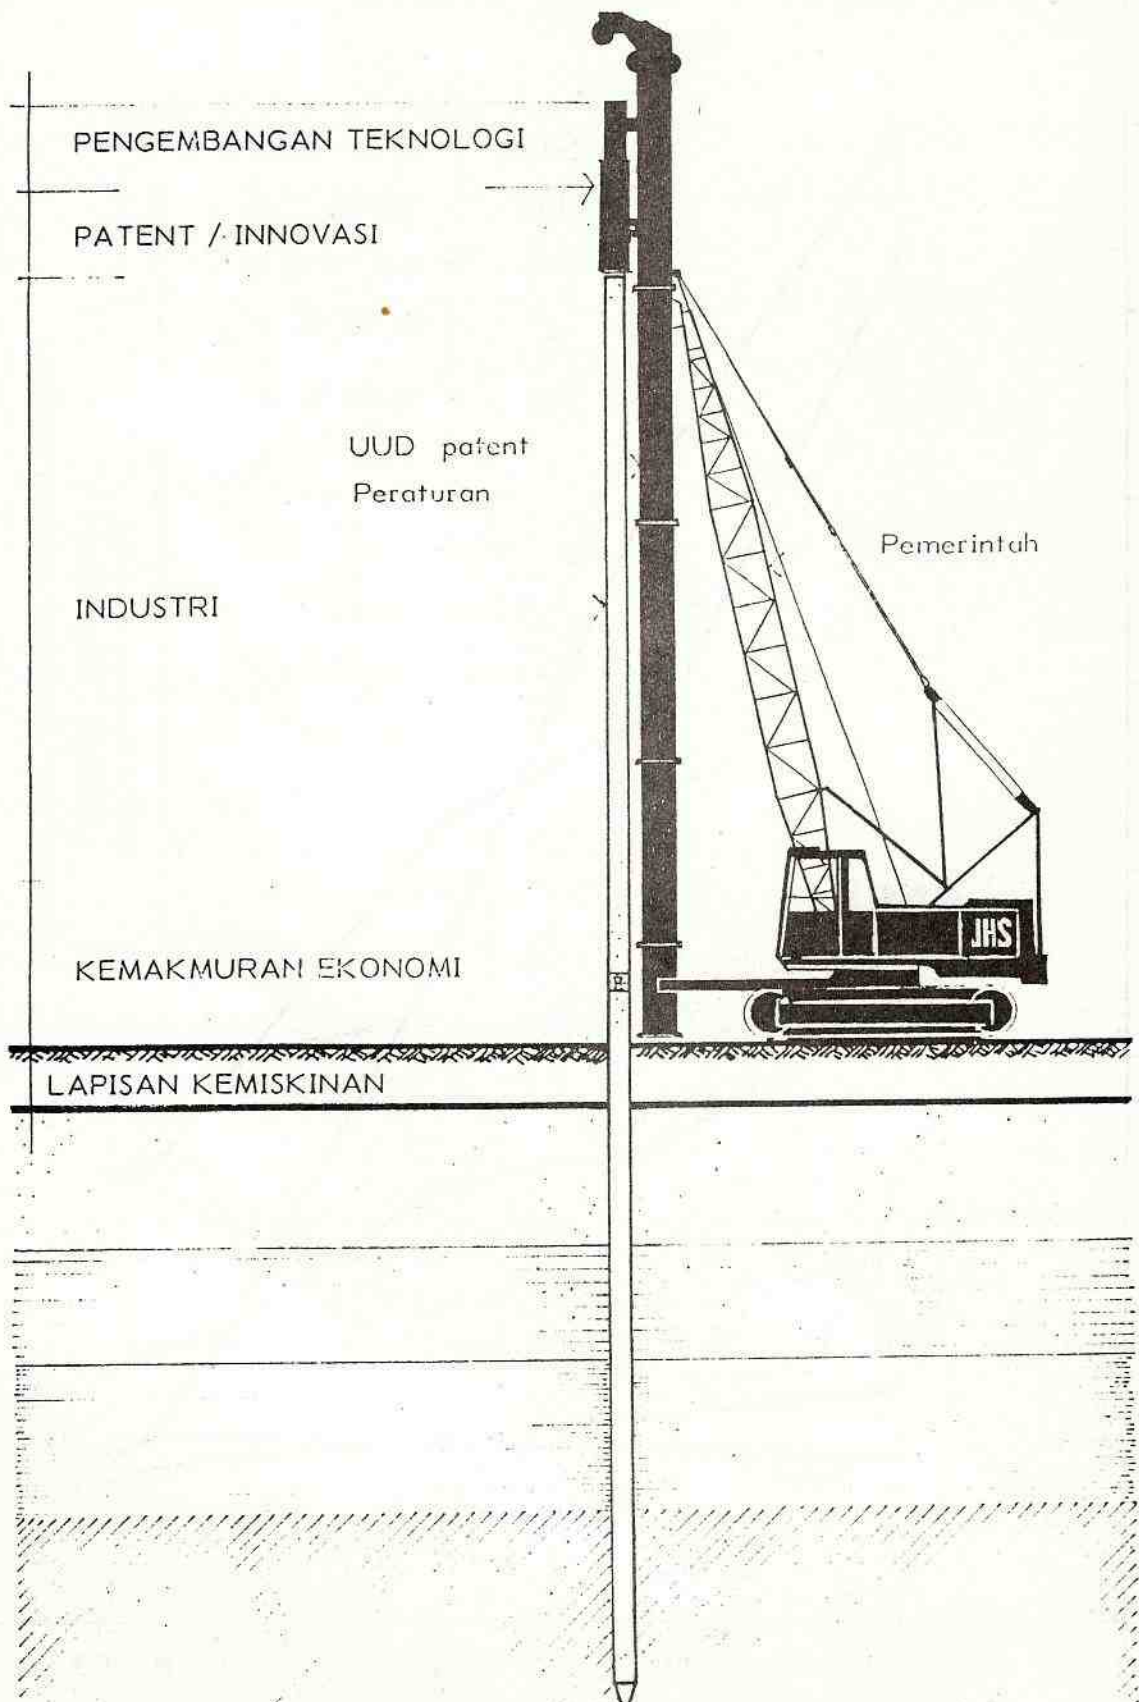 PENGEMBANGAN TEKNOLOGI
PATENT / INNOVASI
UUD patent
Peraturan
Pemerintah
INDUSTRI
JHS
KEMAKMURAN EKONOMI
LAPISAN KEMISKINAN